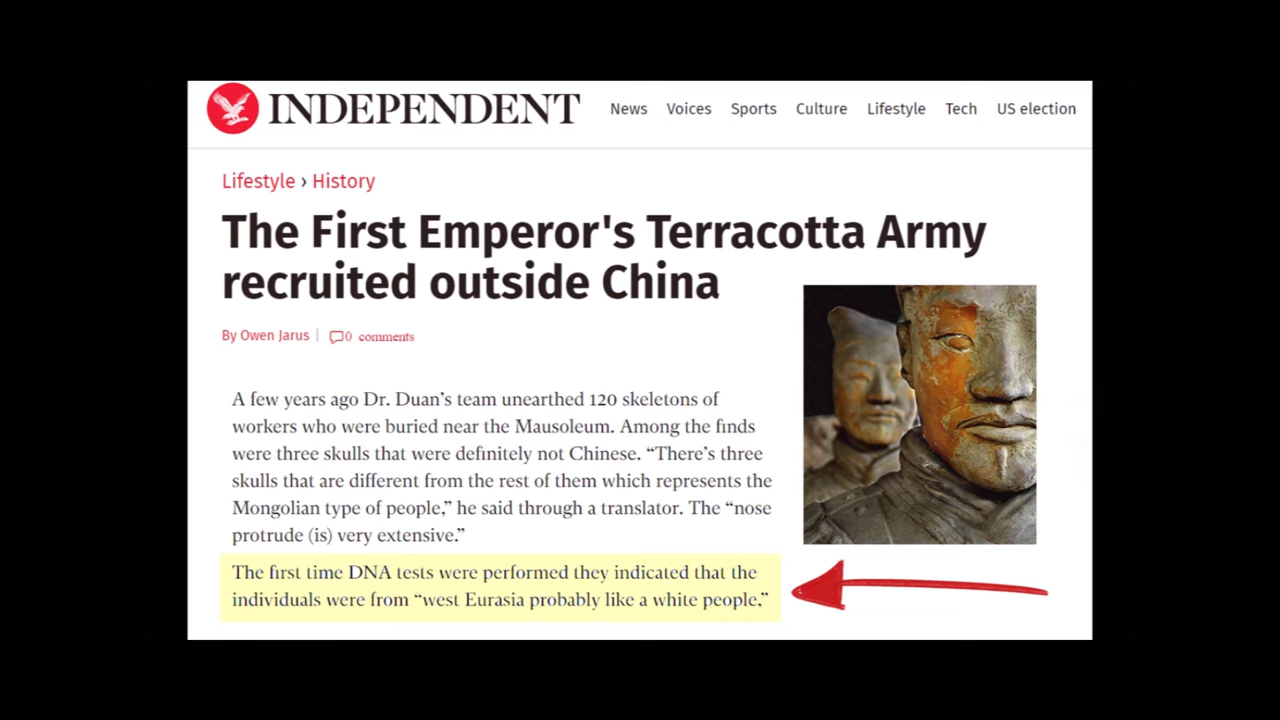 INDEPENDENT
News Voices Sports Culture Lifestyle Tech US election
Lifestyle › History
The First Emperor's Terracotta Army
recruited outside China
By Owen Jarus | 0 comments
A few years ago Dr. Duan’s team unearthed 120 skeletons of
workers who were buried near the Mausoleum. Among the finds
were three skulls that were definitely not Chinese. “There’s three
skulls that are different from the rest of them which represents the
Mongolian type of people,” he said through a translator. The “nose
protrude (is) very extensive.”
The first time DNA tests were performed they indicated that the
individuals were from “west Eurasia probably like a white people.”